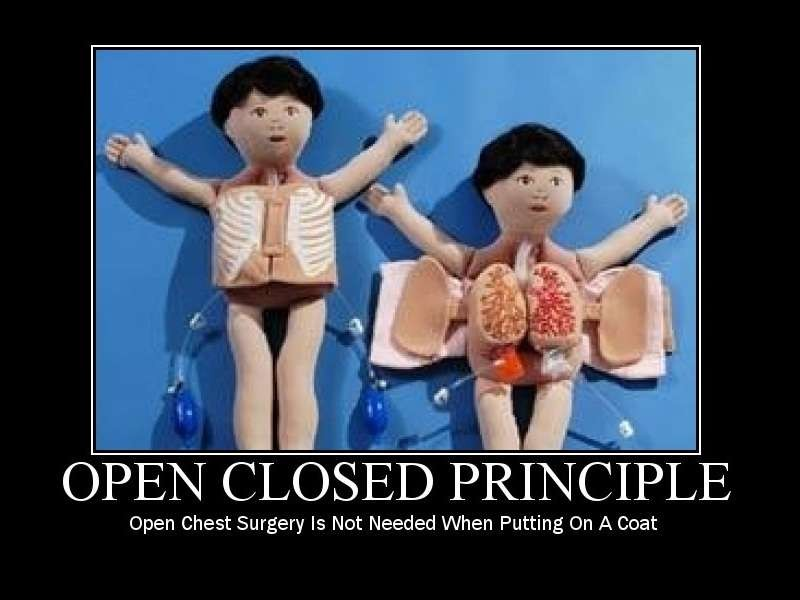 OPEN CLOSED PRINCIPLE
Open Chest Surgery Is Not Needed When Putting On A Coat